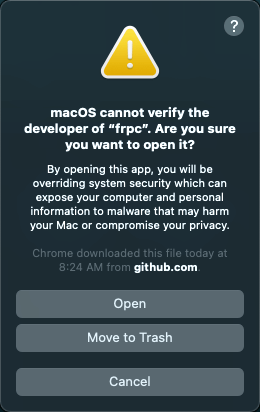 ?
macOS cannot verify the
developer of “frpc”. Are you sure
you want to open it?
By opening this app, you will be
overriding system security which can
expose your computer and personal
information to malware that may harm
your Mac or compromise your privacy.
Chrome downloaded this file today at
8:24 AM from github.com.
Open
Move to Trash
Cancel